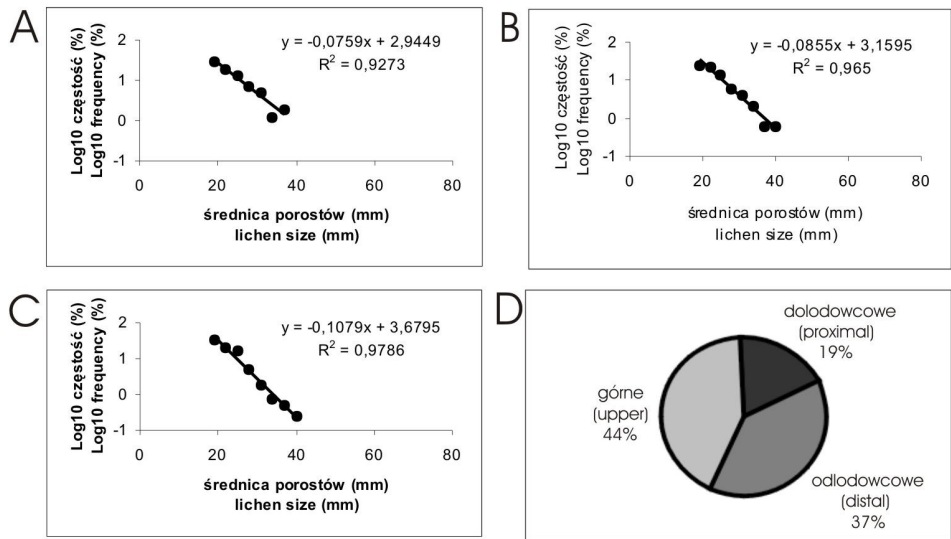 A
y = -0,0759x + 2,9449
R² = 0,9273
Log10 częstość (%)
Log10 frequency (%)
2
1
0
-1
0 20 40 60 80
średnica porostów (mm)
lichen size (mm)
B
y = -0,0855x + 3,1595
R² = 0,965
Log10 częstość (%)
Log10 frequency (%)
2
1
0
-1
0 20 40 60 80
średnica porostów (mm)
lichen size (mm)
C
y = -0,1079x + 3,6795
R² = 0,9786
Log10 częstość (%)
Log10 frequency (%)
2
1
0
-1
0 20 40 60 80
średnica porostów (mm)
lichen size (mm)
D
dolodowcowe
(proximal)
19%
górne
(upper)
44%
odlodowcowe
(distal)
37%